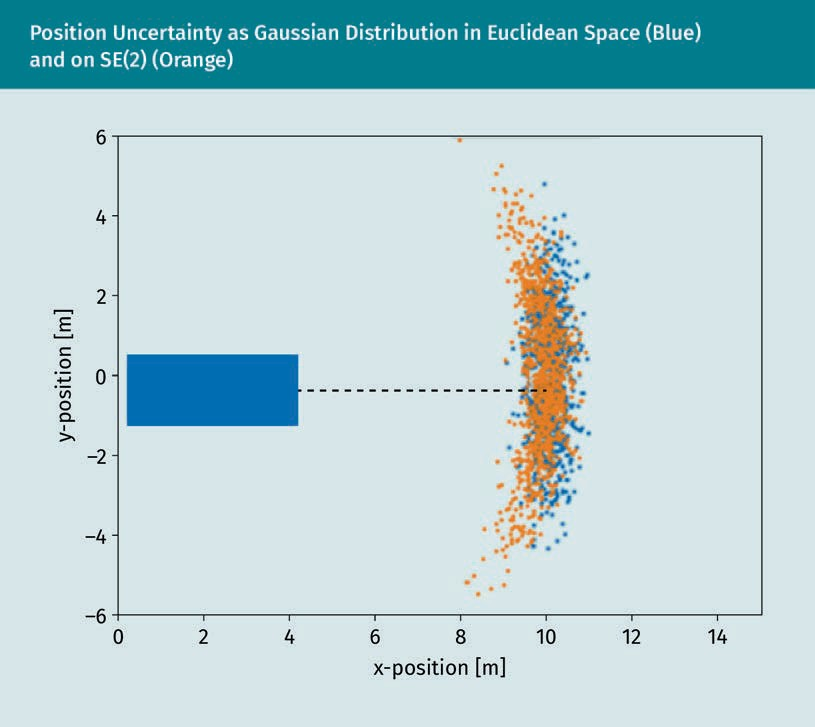 Position Uncertainty as Gaussian Distribution in Euclidean Space (Blue)
and on SE(2) (Orange)
6
4
2
0
−2
−4
−6
y-position [m]
0 2 4 6 8 10 12 14
x-position [m]